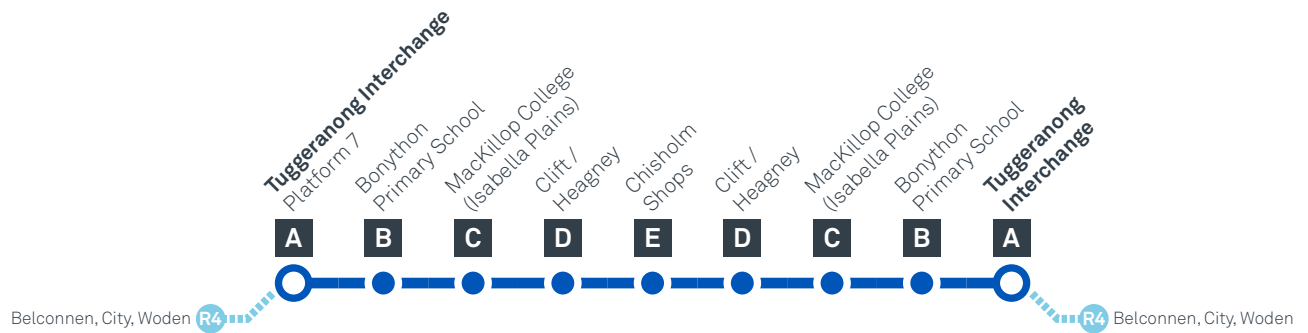 Tuggeranong Interchange
Platform 7
Bonython
Primary School
MacKillop College
(Isabella Plains)
Clift /
Heagney
Chisholm
Shops
Clift /
Heagney
MacKillop College
(Isabella Plains)
Bonython
Primary School
Tuggeranong
Interchange
A
B
C
D
E
D
C
B
A
Belconnen, City, Woden R4
R4 Belconnen, City, Woden